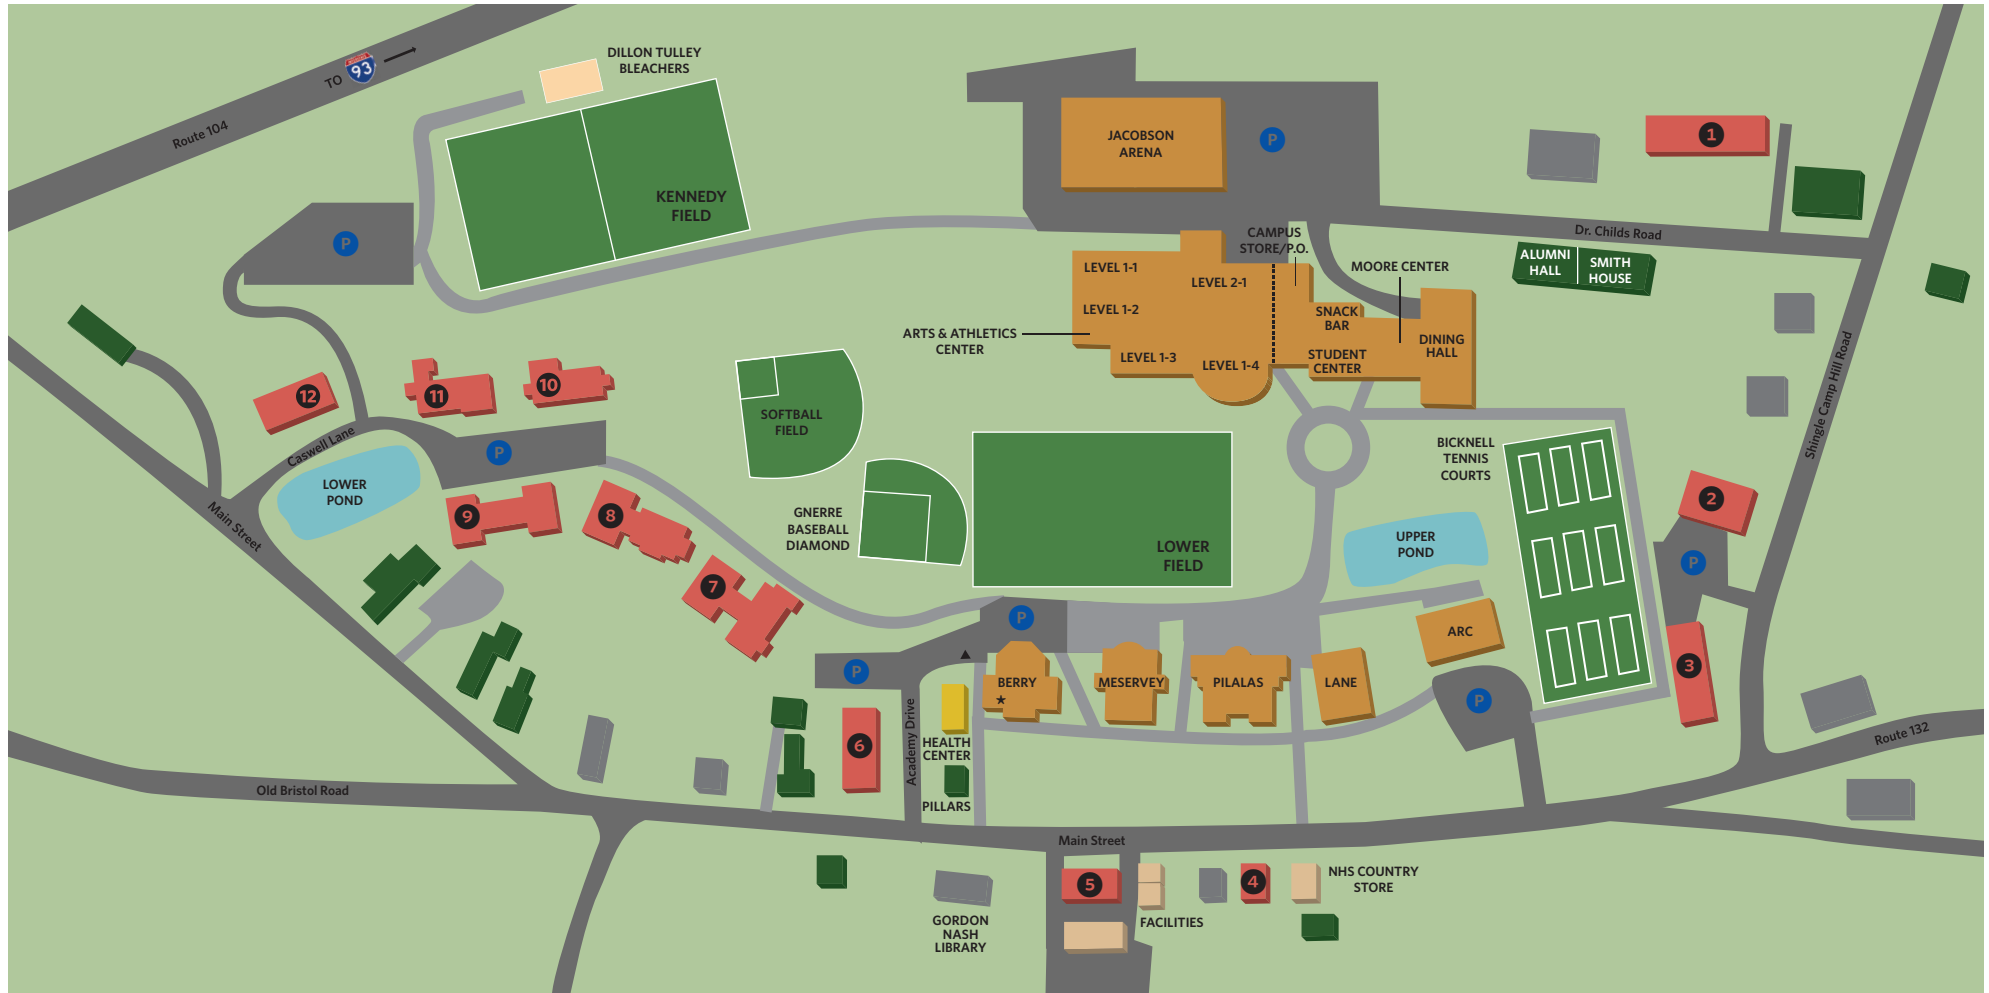 DILLON TULLEY
BLEACHERS
TO 93
Route 104
KENNEDY
FIELD
P
JACOBSON
ARENA
P
1
Dr. Childs Road
ALUMNI
HALL
SMITH
HOUSE
CAMPUS
STORE/P.O.
MOORE CENTER
LEVEL 1-1
LEVEL 2-1
LEVEL 1-2
SNACK
BAR
ARTS & ATHLETICS
CENTER
DINING
HALL
LEVEL 1-3
LEVEL 1-4
STUDENT
CENTER
Shingle Camp Hill Road
12
11
10
SOFTBALL
FIELD
Caswell Lane
P
LOWER
POND
Main Street
9
8
7
GNERRE
BASEBALL
DIAMOND
LOWER
FIELD
BICKNELL
TENNIS
COURTS
UPPER
POND
2
P
3
ARC
P
P
P
BERRY
*
MESERVEY
PILALAS
LANE
Academy Drive
HEALTH
CENTER
6
PILLARS
Route 132
Old Bristol Road
Main Street
5
4
NHS COUNTRY
STORE
FACILITIES
GORDON
NASH
LIBRARY